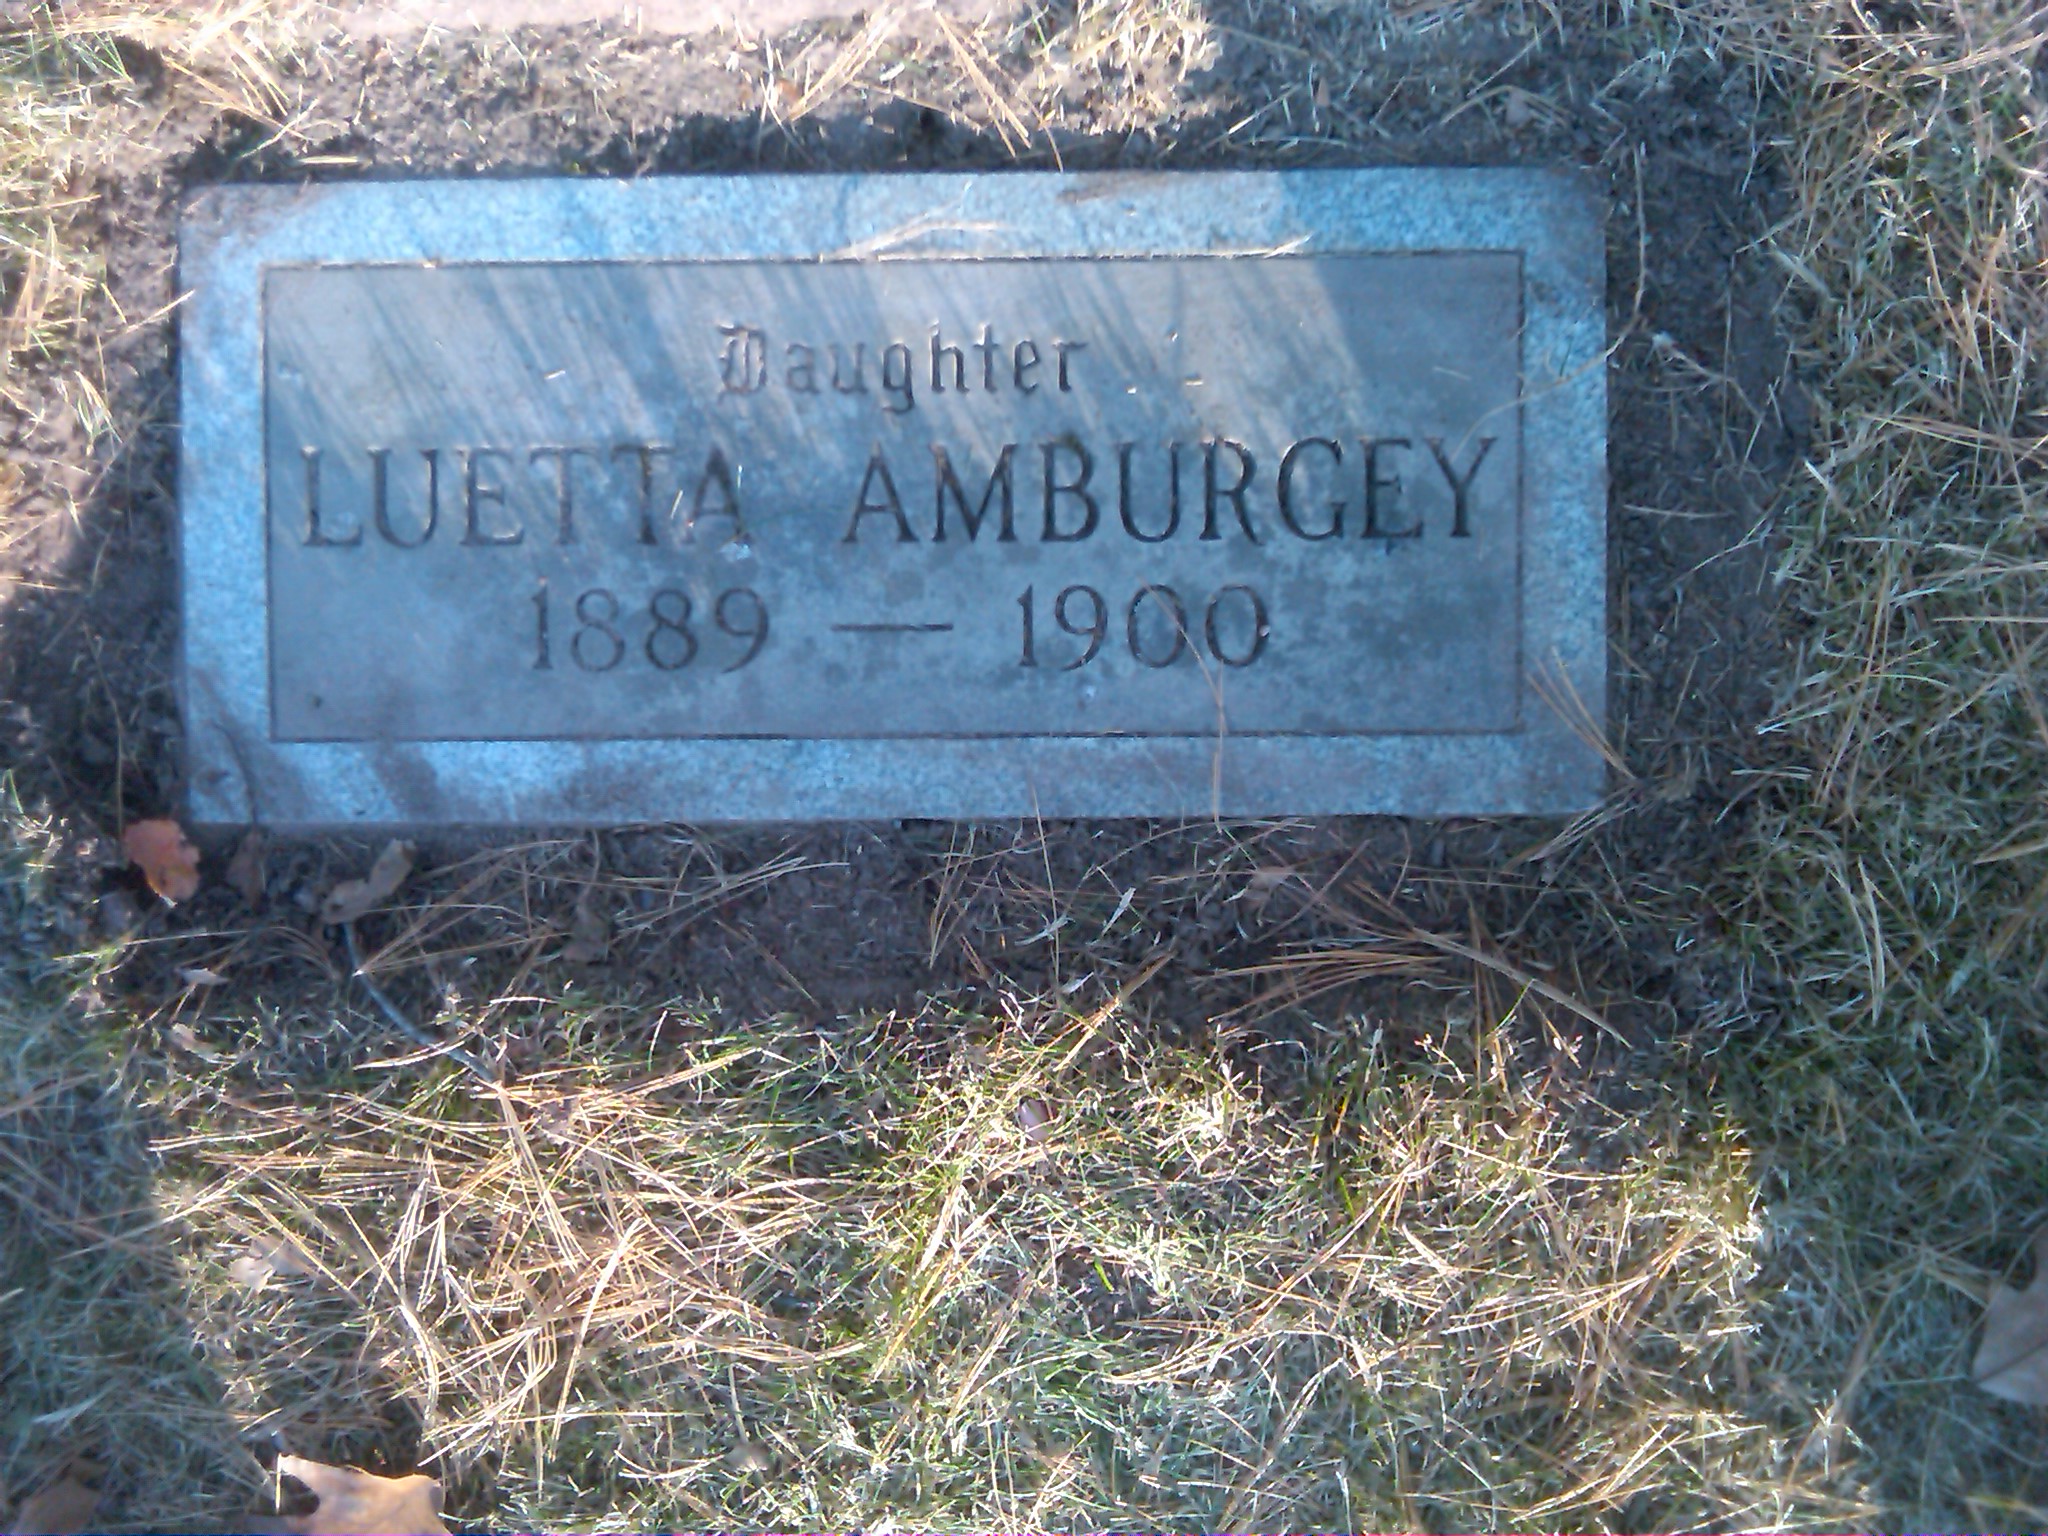 Daughter
LUETTA AMBURGEY
1889 — 1900